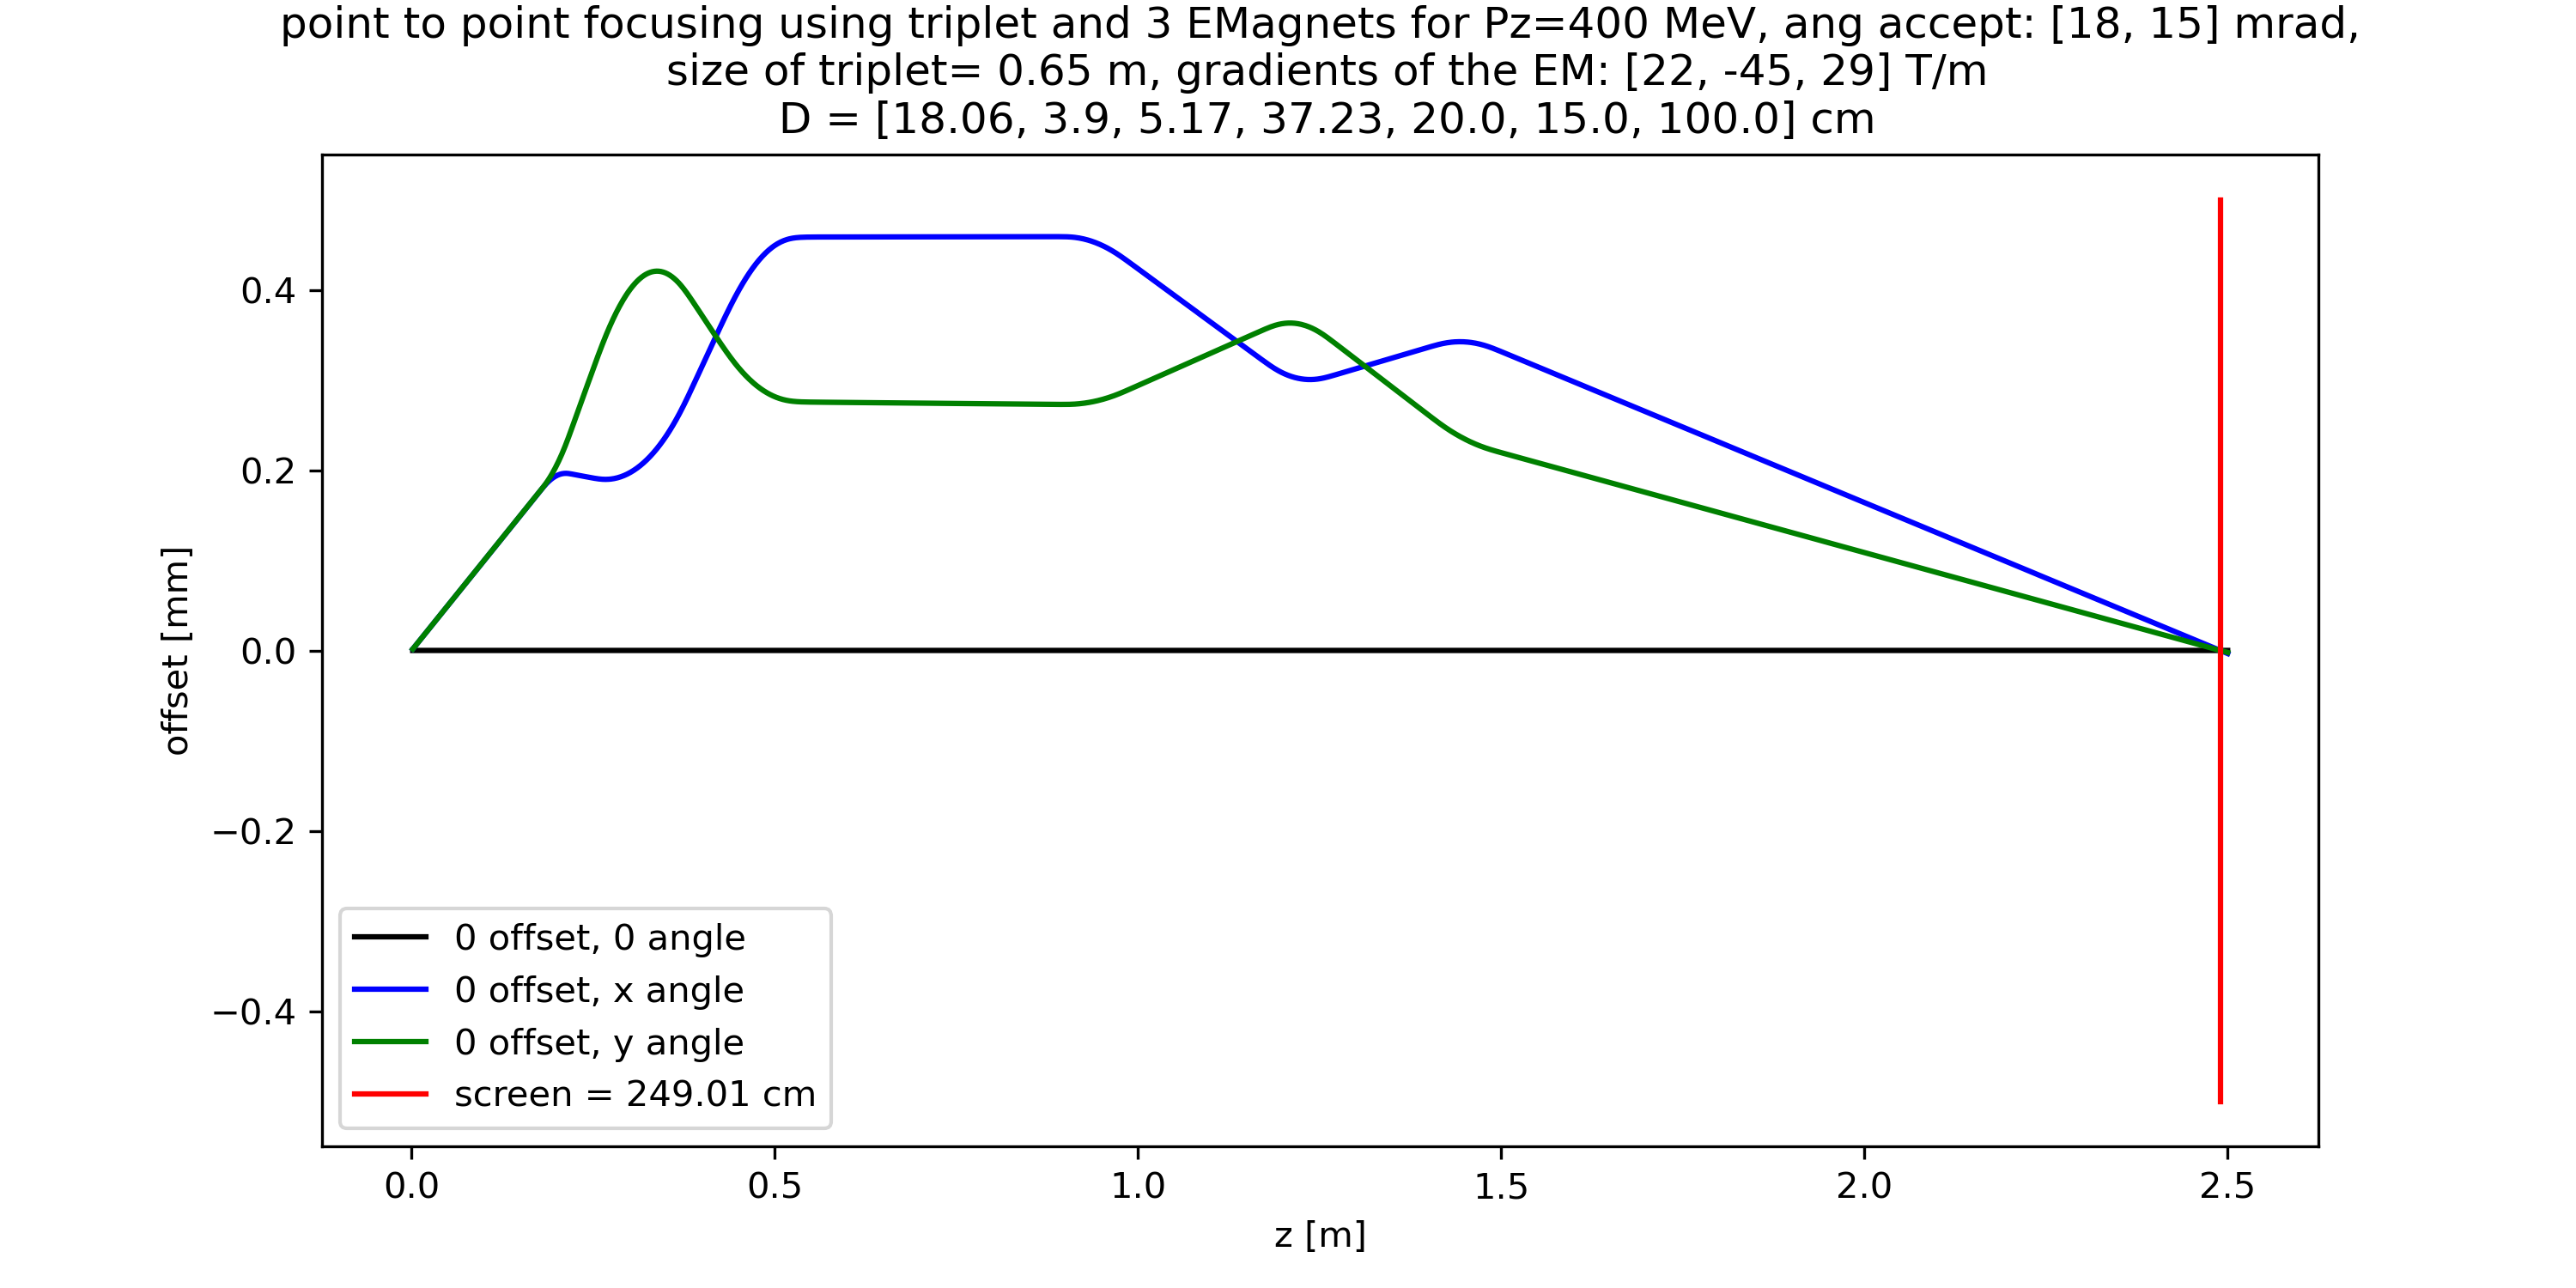 point to point focusing using triplet and 3 EMagnets for Pz=400 MeV, ang accept: [18, 15] mrad,
size of triplet= 0.65 m, gradients of the EM: [22, -45, 29] T/m
D = [18.06, 3.9, 5.17, 37.23, 20.0, 15.0, 100.0] cm
offset [mm]
0.4
0.2
0.0
−0.2
−0.4
0 offset, 0 angle
0 offset, x angle
0 offset, y angle
screen = 249.01 cm
0.0
0.5
1.0
1.5
2.0
2.5
z [m]